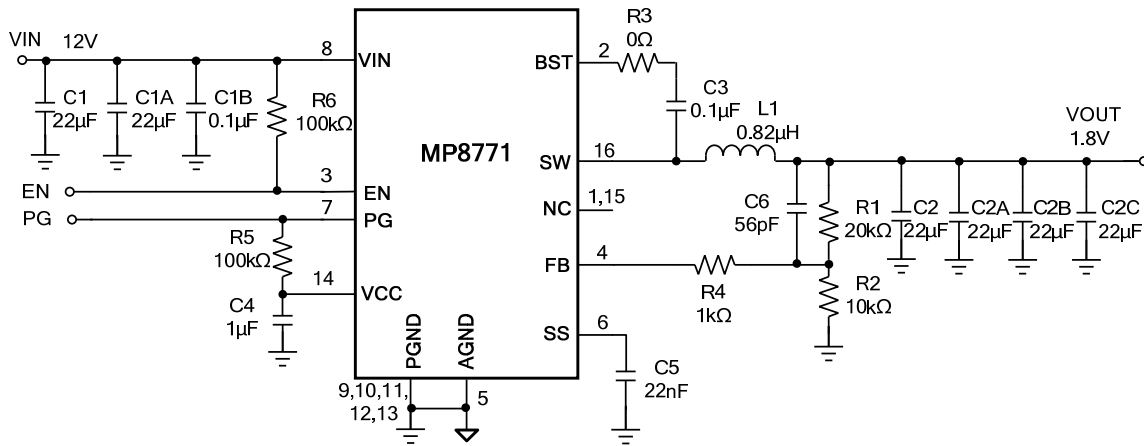 VIN 12V
8
VIN
C1
22µF
C1A
22µF
C1B
0.1µF
R6
100kΩ
EN
3
EN
PG
7
PG
R5
100kΩ
14
VCC
C4
1µF
MP8771
PGND
AGND
9,10,11,
12,13
5
BST
2
R3
0Ω
C3
0.1µF
SW
16
L1
0.82µH
VOUT
1.8V
NC
1,15
C6
56pF
R1
20kΩ
C2
22µF
C2A
22µF
C2B
22µF
C2C
22µF
FB
4
R4
1kΩ
R2
10kΩ
SS
6
C5
22nF